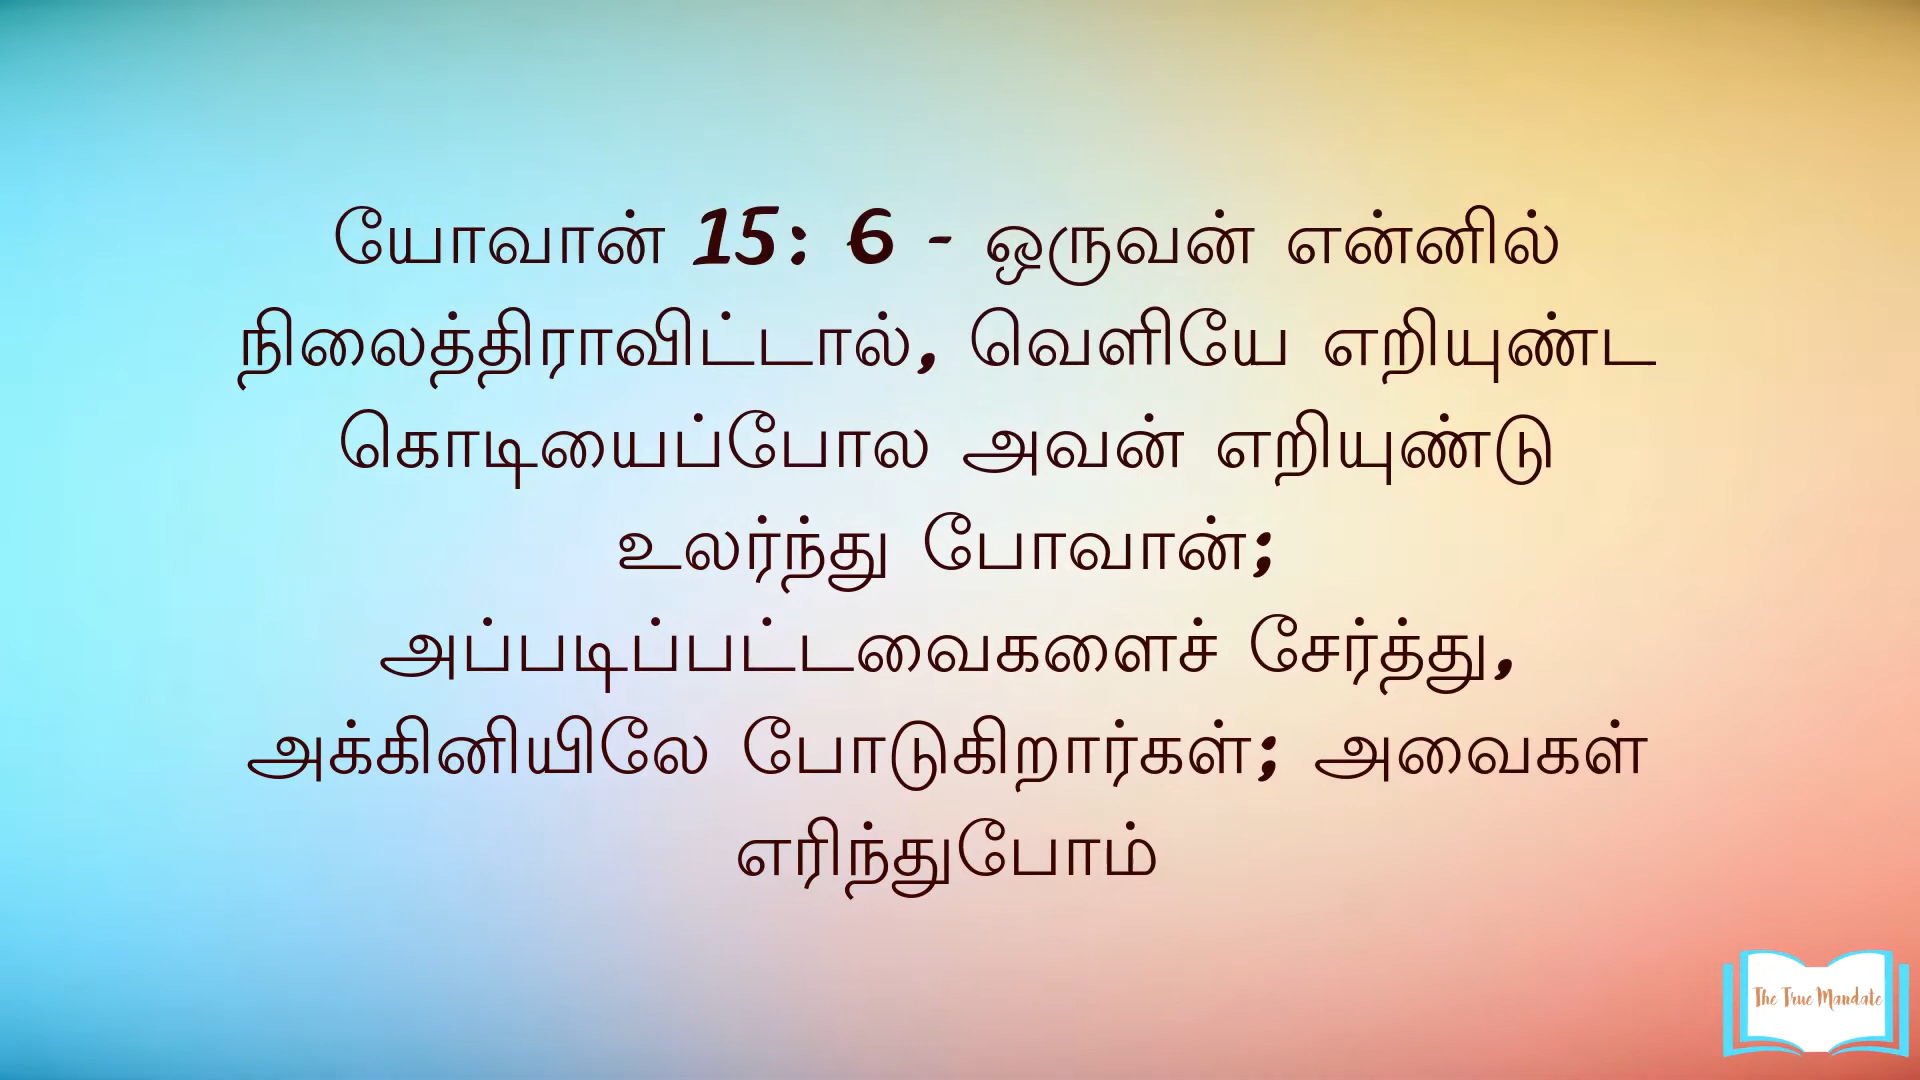 யோவான் 15: 6 - ஒருவன் என்னில்
நிலைத்திராவிட்டால், வெளியே எறியுண்ட
கொடியைப்போல அவன் எறியுண்டு
உலர்ந்து போவான்;
அப்படிப்பட்டவைகளைச் சேர்த்து,
அக்கினியிலே போடுகிறார்கள்; அவைகள்
எரிந்துபோம்
The True Mandate